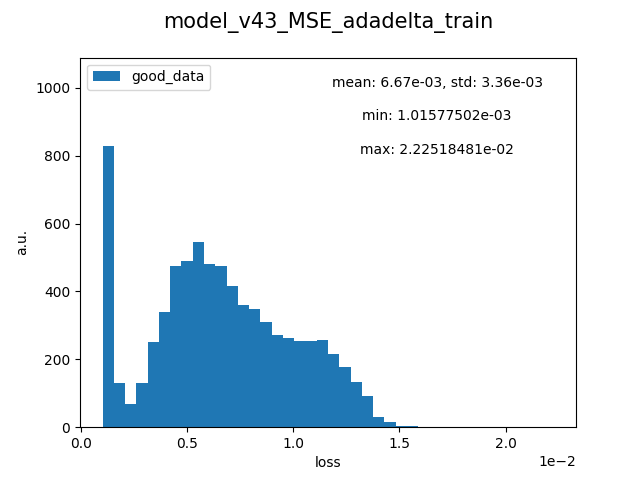 model_v43_MSE_adadelta_train
good_data
mean: 6.67e-03, std: 3.36e-03
min: 1.01577502e-03
max: 2.22518481e-02
1000
800
600
400
200
0
a.u.
0.0 0.5 1.0 1.5 2.0
loss
1e−2